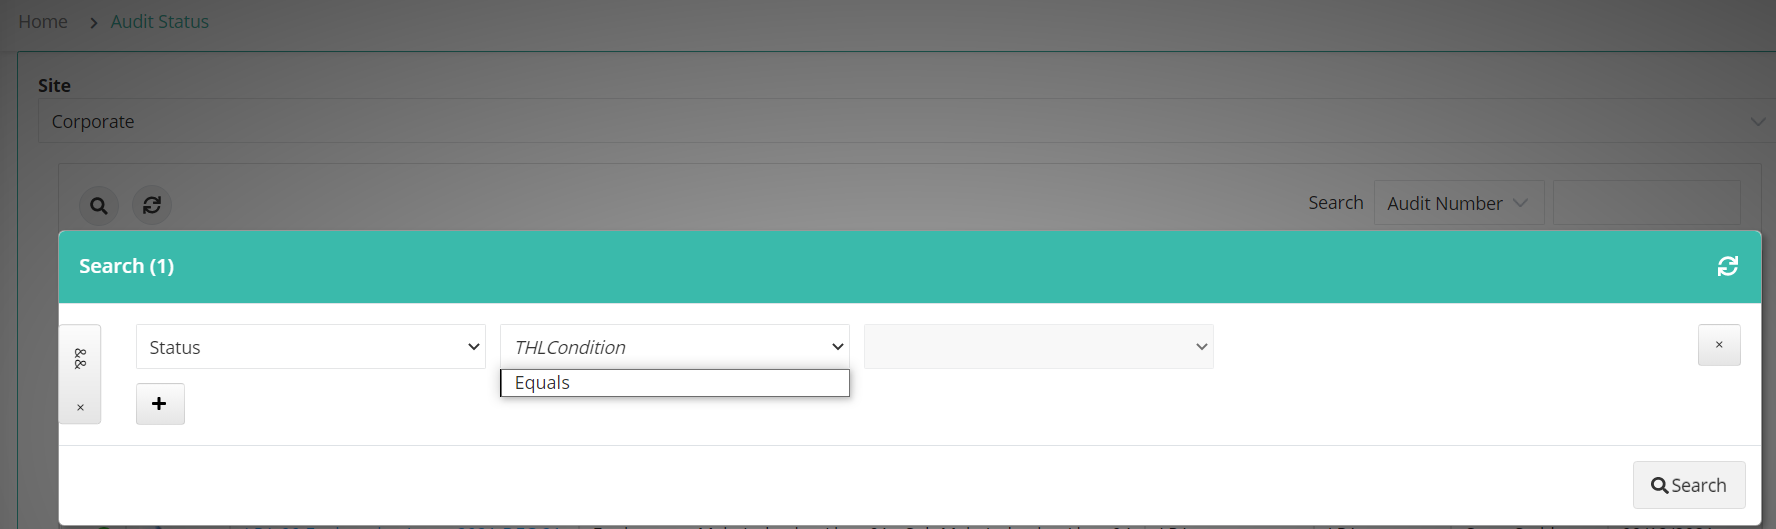 Home > Audit Status
Site
Corporate
Search Audit Number
Search (1)
&&
×
Status THLCondition
×
Equals
+
Search